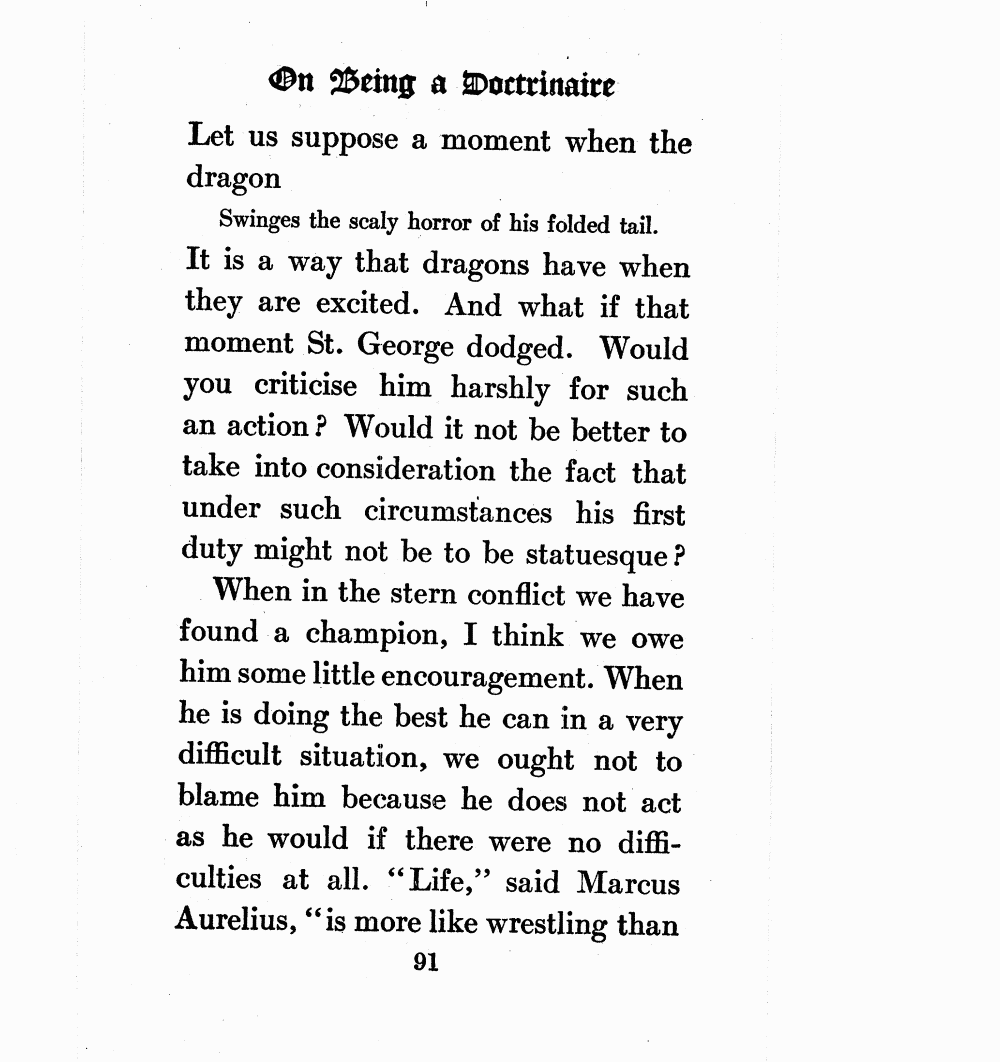 On Being a Doctrinaire
Let us suppose a moment when the
dragon
Swinges the scaly horror of his folded tail.
It is a way that dragons have when
they are excited. And what if that
moment St. George dodged. Would
you criticise him harshly for such
an action? Would it not be better to
take into consideration the fact that
under such circumstances his first
duty might not be to be statuesque?
When in the stern conflict we have
found a champion, I think we owe
him some little encouragement. When
he is doing the best he can in a very
difficult situation, we ought not to
blame him because he does not act
as he would if there were no diffi-
culties at all. “Life,” said Marcus
Aurelius, “is more like wrestling than
91